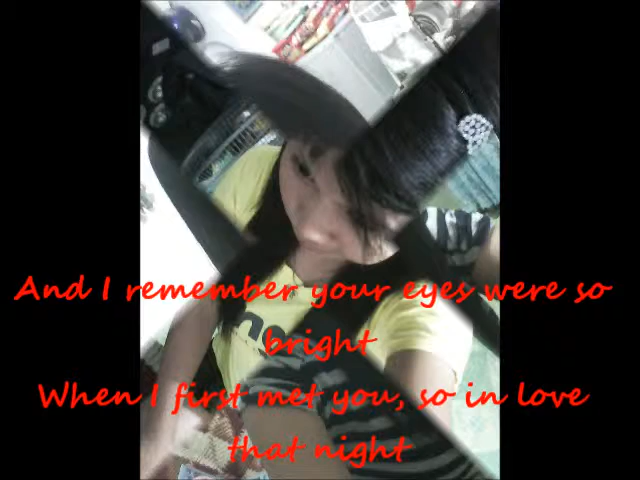 And I remember your eyes were so
bright
When I first met you, so in love
that night